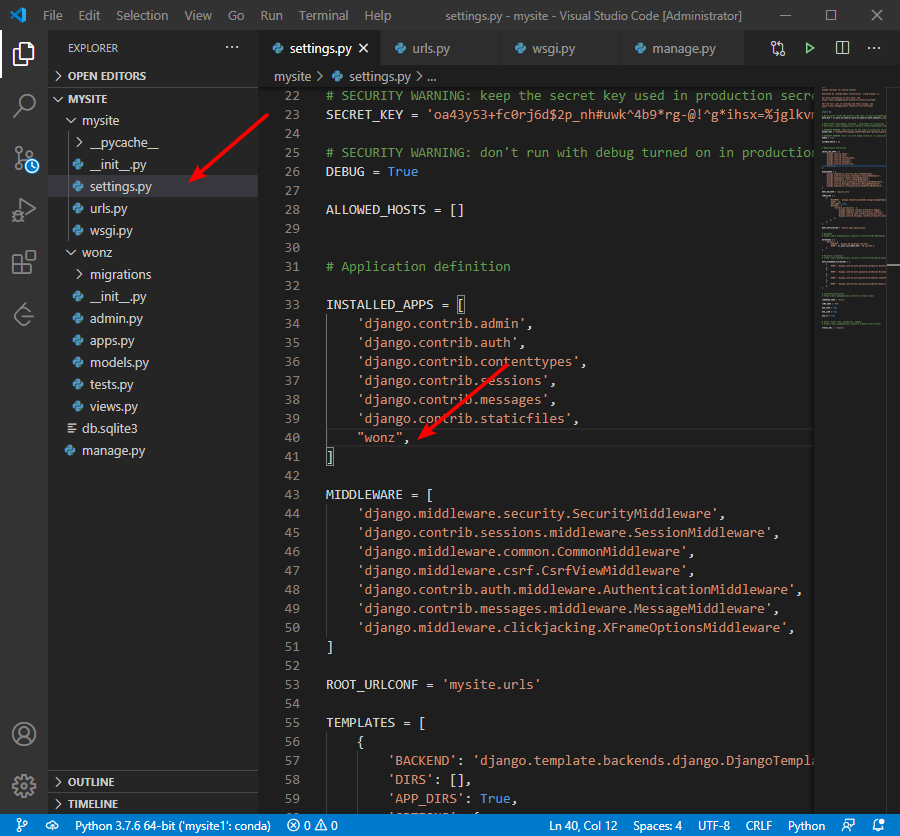 File Edit Selection View Go Run Terminal Help settings.py - mysite - Visual Studio Code [Administrator]
EXPLORER ···
settings.py urls.py wsgi.py manage.py ···
mysite > settings.py > ...
OPEN EDITORS
MYSITE
mysite
__pycache__
__init__.py
settings.py
urls.py
wsgi.py
wonz
migrations
__init__.py
admin.py
apps.py
models.py
tests.py
views.py
db.sqlite3
manage.py
OUTLINE
TIMELINE
22 # SECURITY WARNING: keep the secret key used in production secre
23 SECRET_KEY = 'oa43y53+fc0rj6d$2p_nh#uwk^4b9*rg-@!^g*ihsx=%jglkvr
24
25 # SECURITY WARNING: don't run with debug turned on in production
26 DEBUG = True
27
28 ALLOWED_HOSTS = []
29
30
31 # Application definition
32
33 INSTALLED_APPS = [
34 'django.contrib.admin',
35 'django.contrib.auth',
36 'django.contrib.contenttypes',
37 'django.contrib.sessions',
38 'django.contrib.messages',
39 'django.contrib.staticfiles',
40 "wonz",
41 ]
42
43 MIDDLEWARE = [
44 'django.middleware.security.SecurityMiddleware',
45 'django.contrib.sessions.middleware.SessionMiddleware',
46 'django.middleware.common.CommonMiddleware',
47 'django.middleware.csrf.CsrfViewMiddleware',
48 'django.contrib.auth.middleware.AuthenticationMiddleware',
49 'django.contrib.messages.middleware.MessageMiddleware',
50 'django.middleware.clickjacking.XFrameOptionsMiddleware',
51 ]
52
53 ROOT_URLCONF = 'mysite.urls'
54
55 TEMPLATES = [
56 {
57 'BACKEND': 'django.template.backends.django.DjangoTempla
58 'DIRS': [],
59 'APP_DIRS': True,
Python 3.7.6 64-bit ('mysite1': conda) 0 0 Ln 40, Col 12 Spaces: 4 UTF-8 CRLF Python